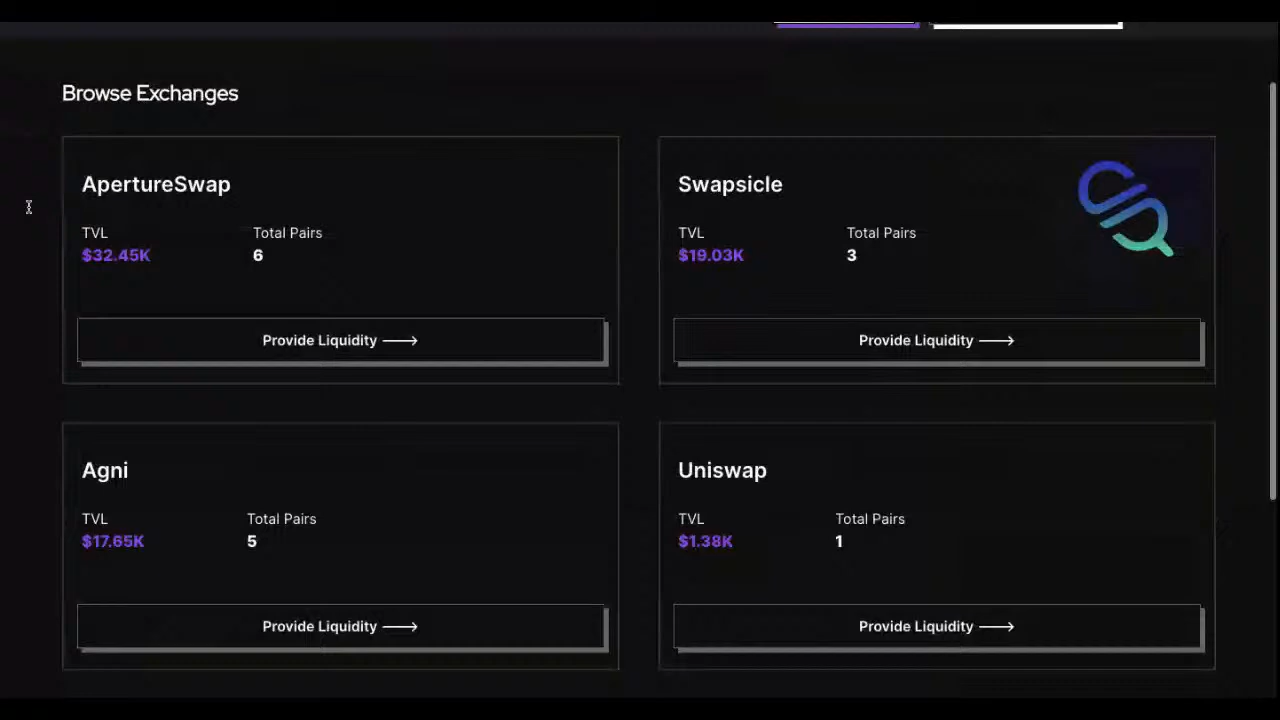 Browse Exchanges
ApertureSwap
TVL Total Pairs
$32.45K 6
Provide Liquidity
Swapsicle
TVL Total Pairs
$19.03K 3
Provide Liquidity
Agni
TVL Total Pairs
$17.65K 5
Provide Liquidity
Uniswap
TVL Total Pairs
$1.38K 1
Provide Liquidity